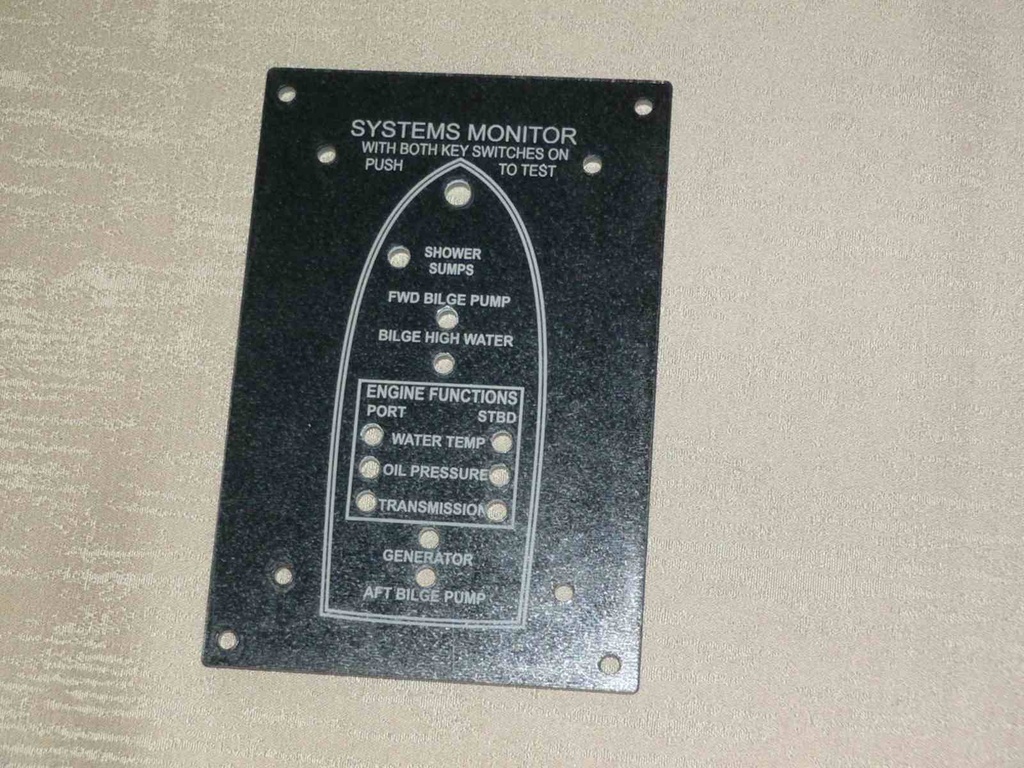 SYSTEMS MONITOR
WITH BOTH KEY SWITCHES ON
PUSH TO TEST
SHOWER
SUMPS
FWD BILGE PUMP
BILGE HIGH WATER
ENGINE FUNCTIONS
PORT STBD
WATER TEMP
OIL PRESSURE
TRANSMISSION
GENERATOR
AFT BILGE PUMP